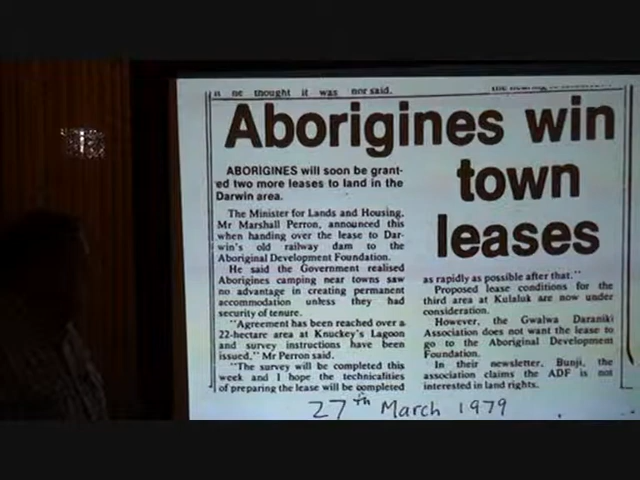 n he thought it was nor said.
Aborigines win
town
leases
ABORIGINES will soon be grant-
ed two more leases to land in the
Darwin area.
The Minister for Lands and Housing,
Mr Marshall Perron, announced this
when handing over the lease to Dar-
win's old railway dam to the
Aboriginal Development Foundation.
He said the Government realised
Aborigines camping near towns saw
no advantage in creating permanent
accommodation unless they had
security of tenure.
"Agreement has been reached over a
22-hectare area at Knuckey's Lagoon
and survey instructions have been
issued," Mr Perron said.
"The survey will be completed this
week and I hope the technicalities
of preparing the lease will be completed
as rapidly as possible after that."
Proposed lease conditions for the
third area at Kulaluk are now under
consideration.
However, the Gwalwa Daraniki
Association does not want the lease to
go to the Aboriginal Development
Foundation.
In their newsletter, Bunji, the
association claims the ADF is not
interested in land rights.
27th March 1979